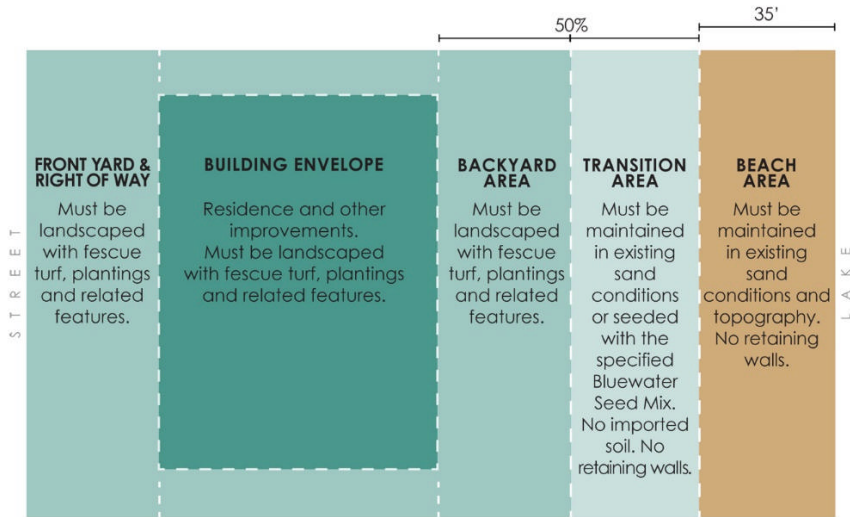 50%
35'
STREET
FRONT YARD &
RIGHT OF WAY
Must be
landscaped
with fescue
turf, plantings
and related
features.
BUILDING ENVELOPE
Residence and other
improvements.
Must be landscaped
with fescue turf, plantings
and related features.
BACKYARD
AREA
Must be
landscaped
with fescue
turf, plantings
and related
features.
TRANSITION
AREA
Must be
maintained
in existing
sand
conditions
or seeded
with the
specified
Bluewater
Seed Mix.
No imported
soil. No
retaining walls.
BEACH
AREA
Must be
maintained
in existing
sand
conditions and
topography.
No retaining
walls.
LAKE